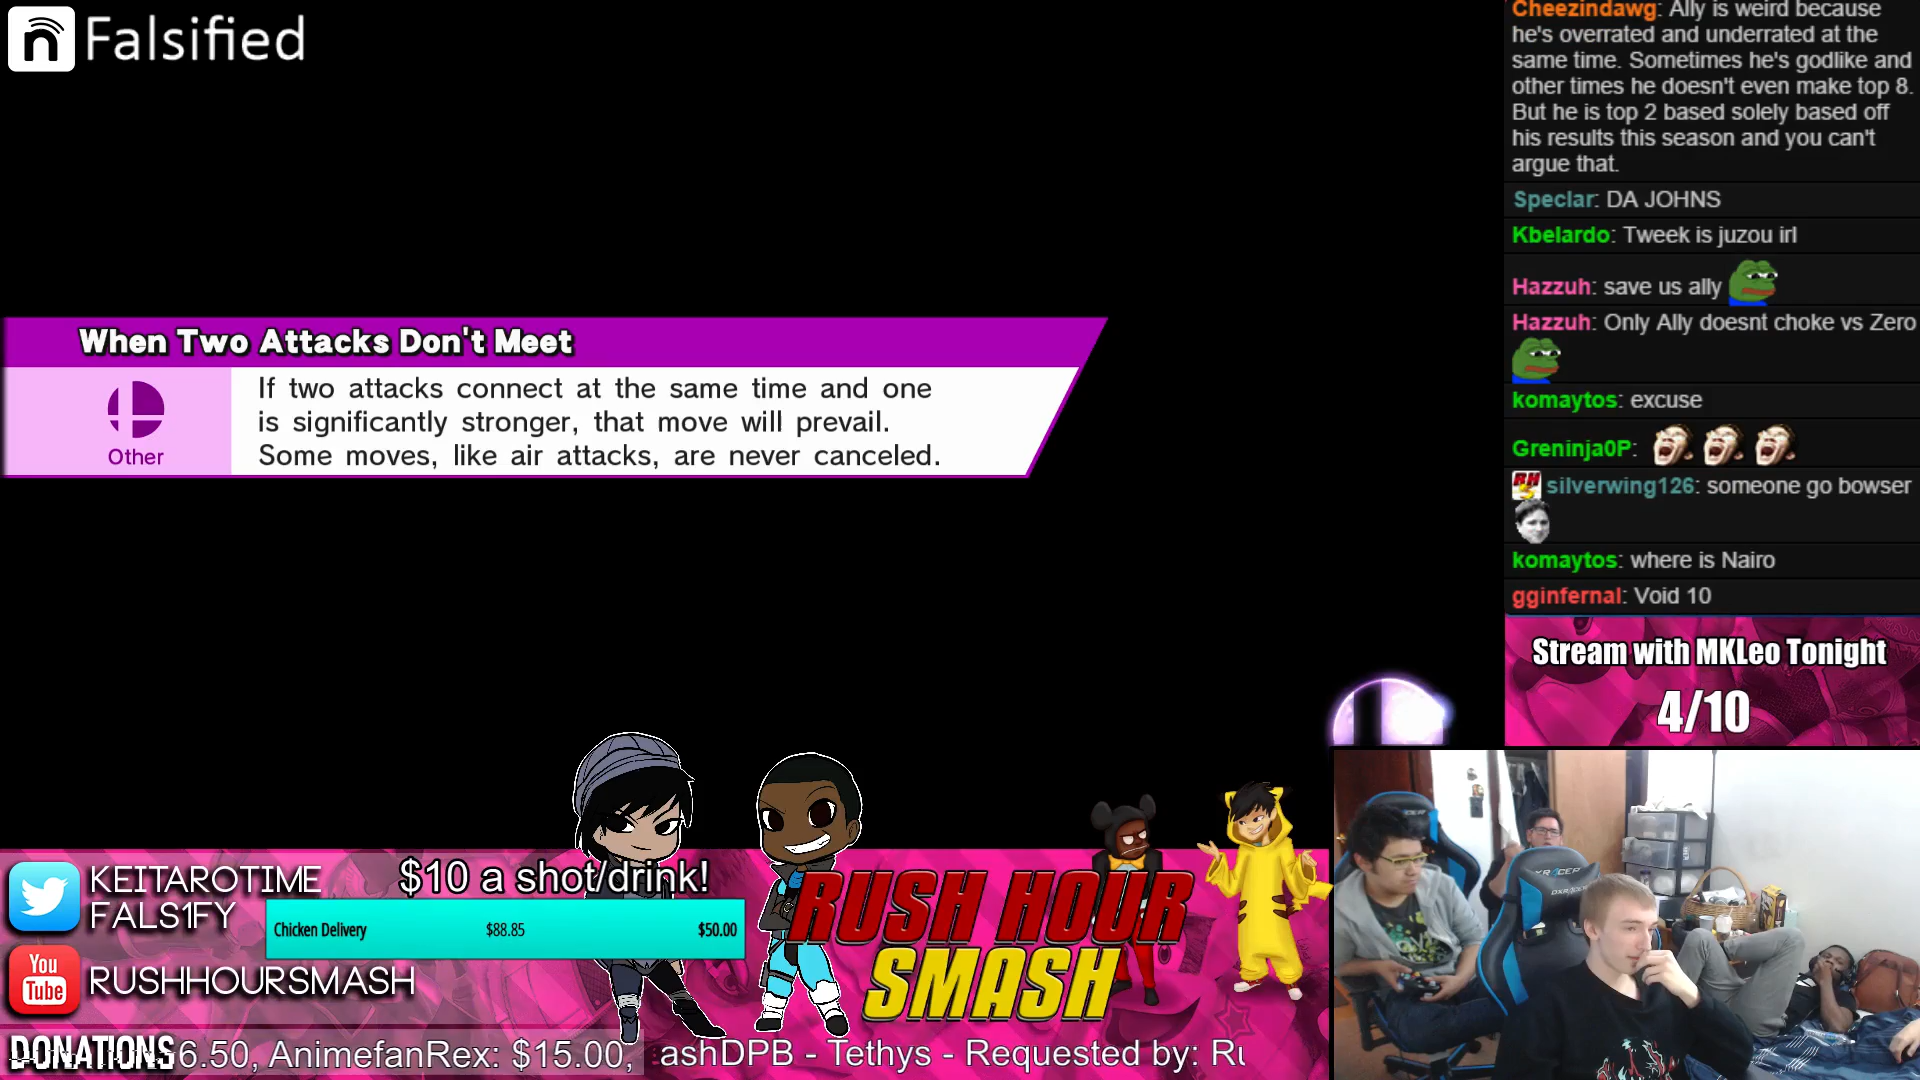 Falsified
When Two Attacks Don't Meet
Other
If two attacks connect at the same time and one
is significantly stronger, that move will prevail.
Some moves, like air attacks, are never canceled.
Cheezindawg: Ally is weird because
he's overrated and underrated at the
same time. Sometimes he's godlike and
other times he doesn't even make top 8.
But he is top 2 based solely based off
his results this season and you can't
argue that.
Speclar: DA JOHNS
Kbelardo: Tweek is juzou irl
Hazzuh: save us ally
Hazzuh: Only Ally doesnt choke vs Zero
komaytos: excuse
Greninja0P:
silverwing126: someone go bowser
komaytos: where is Nairo
gginfernal: Void 10
Stream with MKLeo Tonight
4/10
KEITAROTIME
FALS1FY
$10 a shot/drink!
Chicken Delivery $88.85 $50.00
You
Tube
RUSHHOURSMASH
RUSH HOUR
SMASH
DONATIONS 6.50, AnimefanRex: $15.00, ashDPB - Tethys - Requested by: Ru